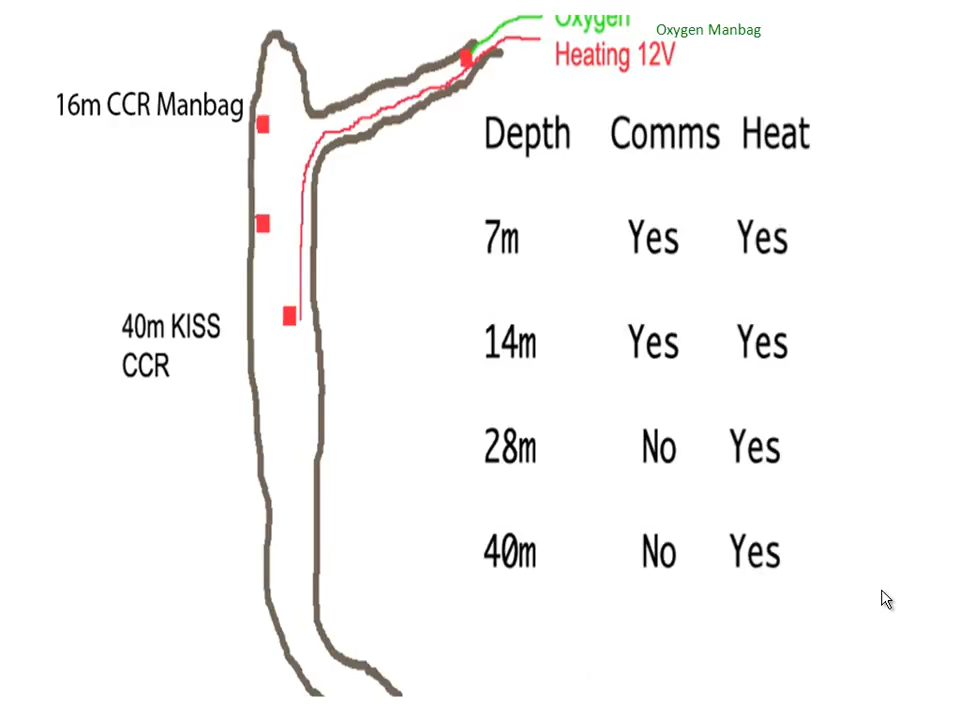 Oxygen
Oxygen Manbag
Heating 12V
16m CCR Manbag
Depth Comms Heat
7m Yes Yes
14m Yes Yes
40m KISS
CCR
28m No Yes
40m No Yes